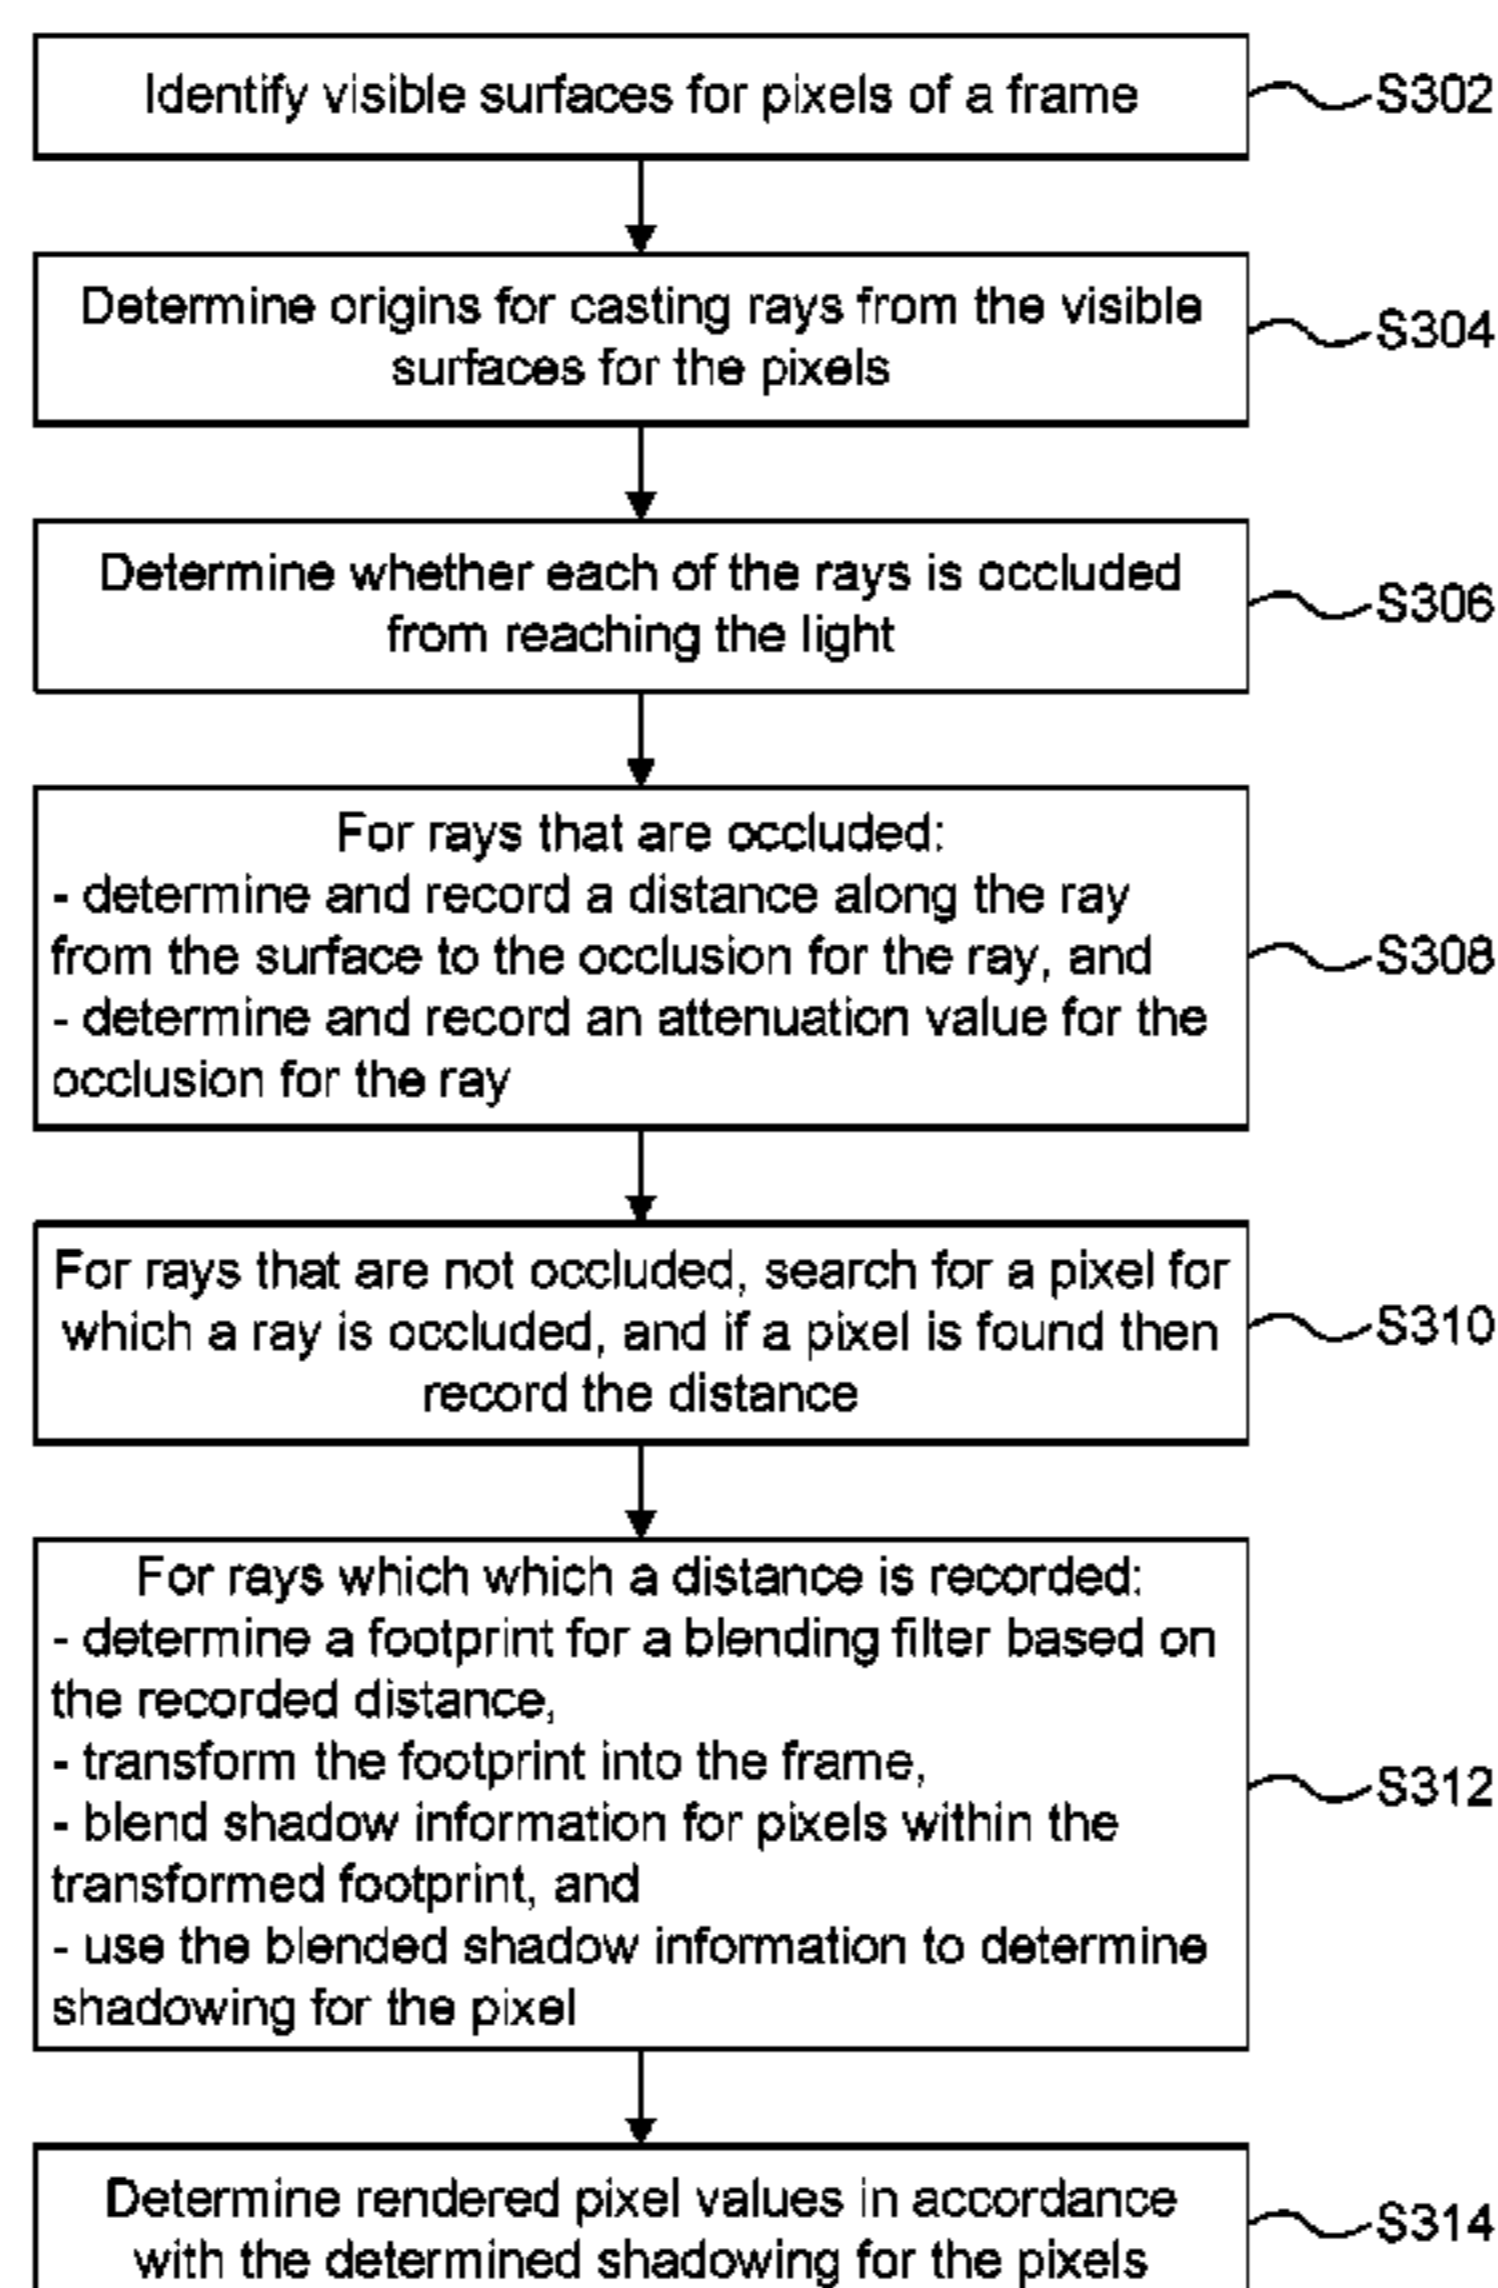 Identify visible surfaces for pixels of a frame
S302
Determine origins for casting rays from the visible
surfaces for the pixels
S304
Determine whether each of the rays is occluded
from reaching the light
S306
For rays that are occluded:
- determine and record a distance along the ray
from the surface to the occlusion for the ray, and
- determine and record an attenuation value for the
occlusion for the ray
S308
For rays that are not occluded, search for a pixel for
which a ray is occluded, and if a pixel is found then
record the distance
S310
For rays which which a distance is recorded:
- determine a footprint for a blending filter based on
the recorded distance,
- transform the footprint into the frame,
- blend shadow information for pixels within the
transformed footprint, and
- use the blended shadow information to determine
shadowing for the pixel
S312
Determine rendered pixel values in accordance
with the determined shadowing for the pixels
S314